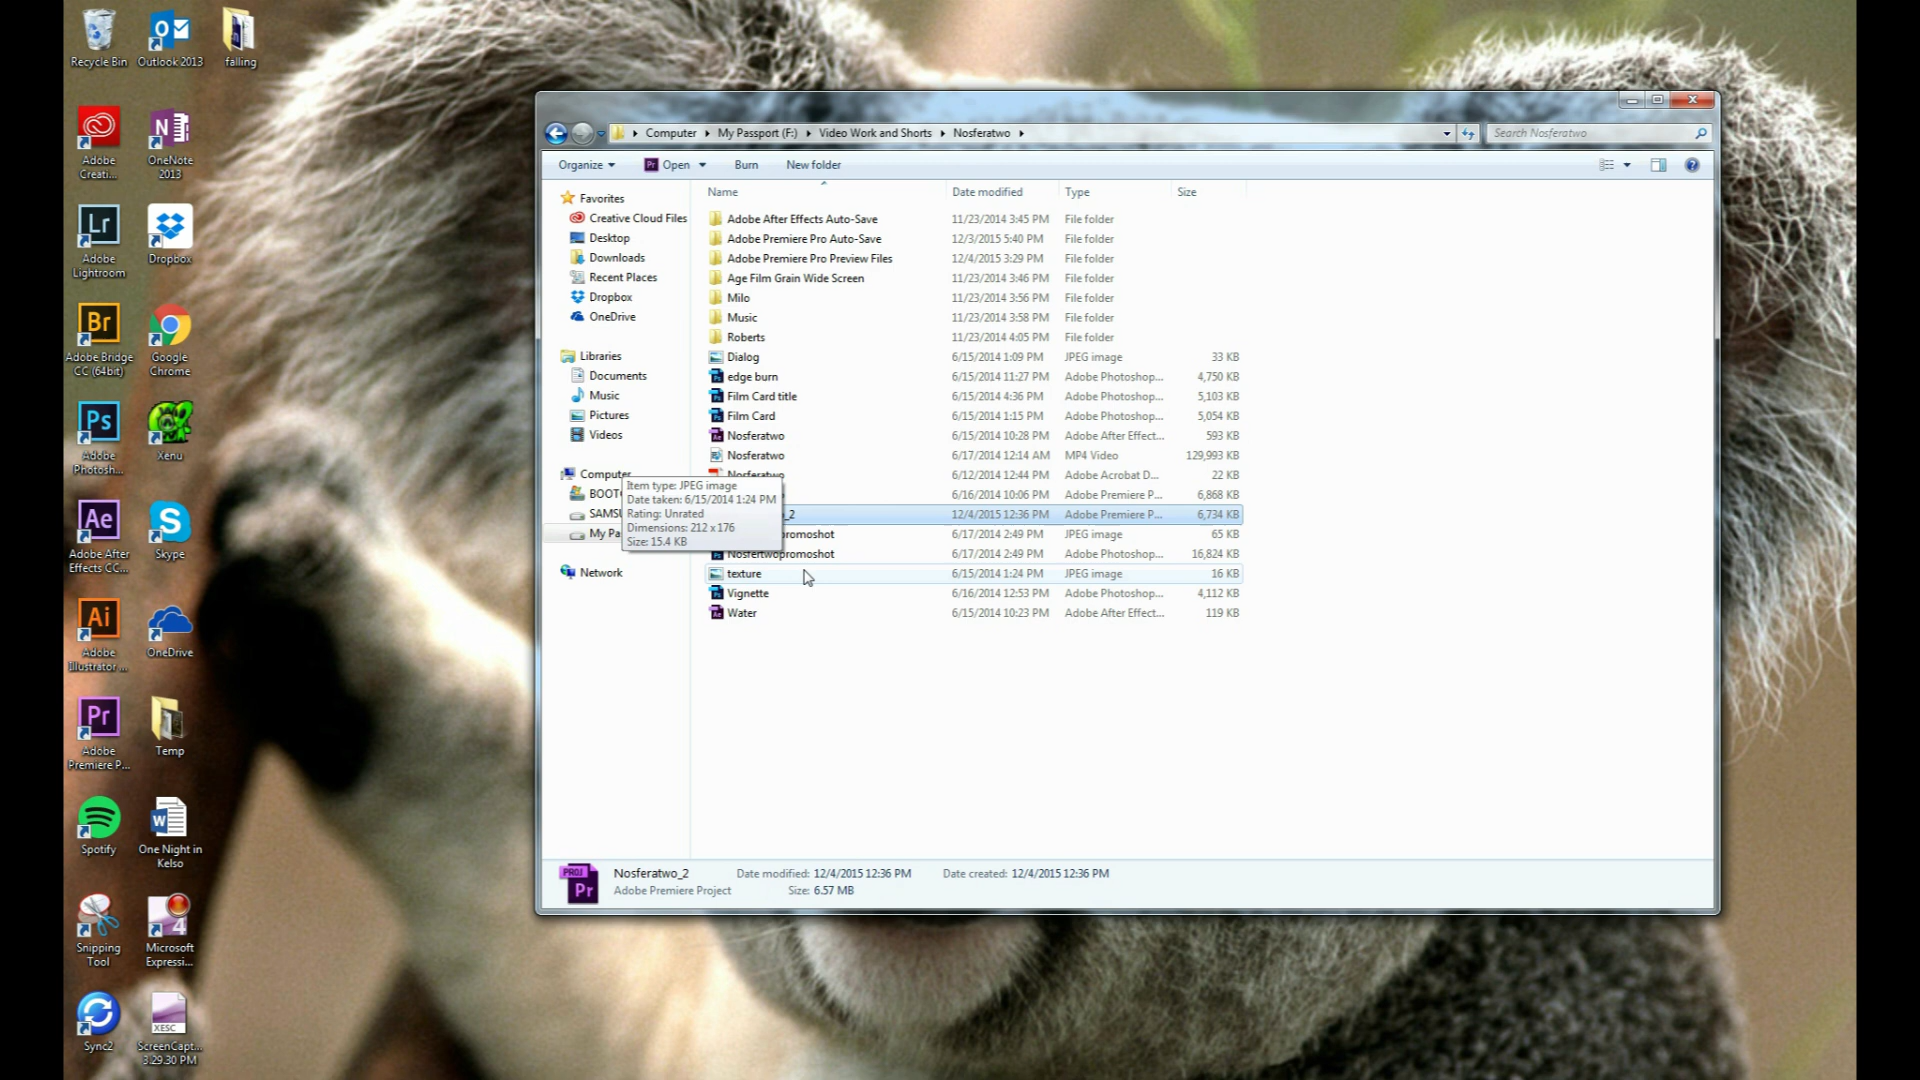 Recycle Bin
Outlook 2013
falling
Adobe Creati...
OneNote 2013
Adobe Lightroom
Dropbox
Adobe Bridge CC (64bit)
Google Chrome
Adobe Photosh...
Xenu
Adobe After Effects CC...
Skype
Adobe Illustrator ...
OneDrive
Adobe Premiere P...
Temp
Spotify
One Night in Kelso
Snipping Tool
Microsoft Expressi...
Sync2
ScreenCapt... 3.29.30 PM
Computer My Passport (F:) Video Work and Shorts Nosferatwo
Search Nosferatwo
Organize Open Burn New folder
Favorites
Creative Cloud Files
Desktop
Downloads
Recent Places
Dropbox
OneDrive
Libraries
Documents
Music
Pictures
Videos
Computer
BOOT
SAMSU
My Pa
Network
Name Date modified Type Size
Adobe After Effects Auto-Save 11/23/2014 3:45 PM File folder
Adobe Premiere Pro Auto-Save 12/3/2015 5:40 PM File folder
Adobe Premiere Pro Preview Files 12/4/2015 3:29 PM File folder
Age Film Grain Wide Screen 11/23/2014 3:46 PM File folder
Milo 11/23/2014 3:56 PM File folder
Music 11/23/2014 3:58 PM File folder
Roberts 11/23/2014 4:05 PM File folder
Dialog 6/15/2014 1:09 PM JPEG image 33 KB
edge burn 6/15/2014 11:27 PM Adobe Photoshop... 4,750 KB
Film Card title 6/15/2014 4:36 PM Adobe Photoshop... 5,103 KB
Film Card 6/15/2014 1:15 PM Adobe Photoshop... 5,054 KB
Nosferatwo 6/15/2014 10:28 PM Adobe After Effect... 593 KB
Nosferatwo 6/17/2014 12:14 AM MP4 Video 129,993 KB
Nosferatwo 6/12/2014 12:44 PM Adobe Acrobat D... 22 KB
6/16/2014 10:06 PM Adobe Premiere P... 6,868 KB
_2 12/4/2015 12:36 PM Adobe Premiere P... 6,734 KB
promoshot 6/17/2014 2:49 PM JPEG image 65 KB
Nosfertwopromoshot 6/17/2014 2:49 PM Adobe Photoshop... 16,824 KB
texture 6/15/2014 1:24 PM JPEG image 16 KB
Vignette 6/16/2014 12:53 PM Adobe Photoshop... 4,112 KB
Water 6/15/2014 10:23 PM Adobe After Effect... 119 KB
Item type: JPEG image
Date taken: 6/15/2014 1:24 PM
Rating: Unrated
Dimensions: 212 x 176
Size: 15.4 KB
Nosferatwo_2 Date modified: 12/4/2015 12:36 PM Date created: 12/4/2015 12:36 PM
Adobe Premiere Project Size: 6.57 MB